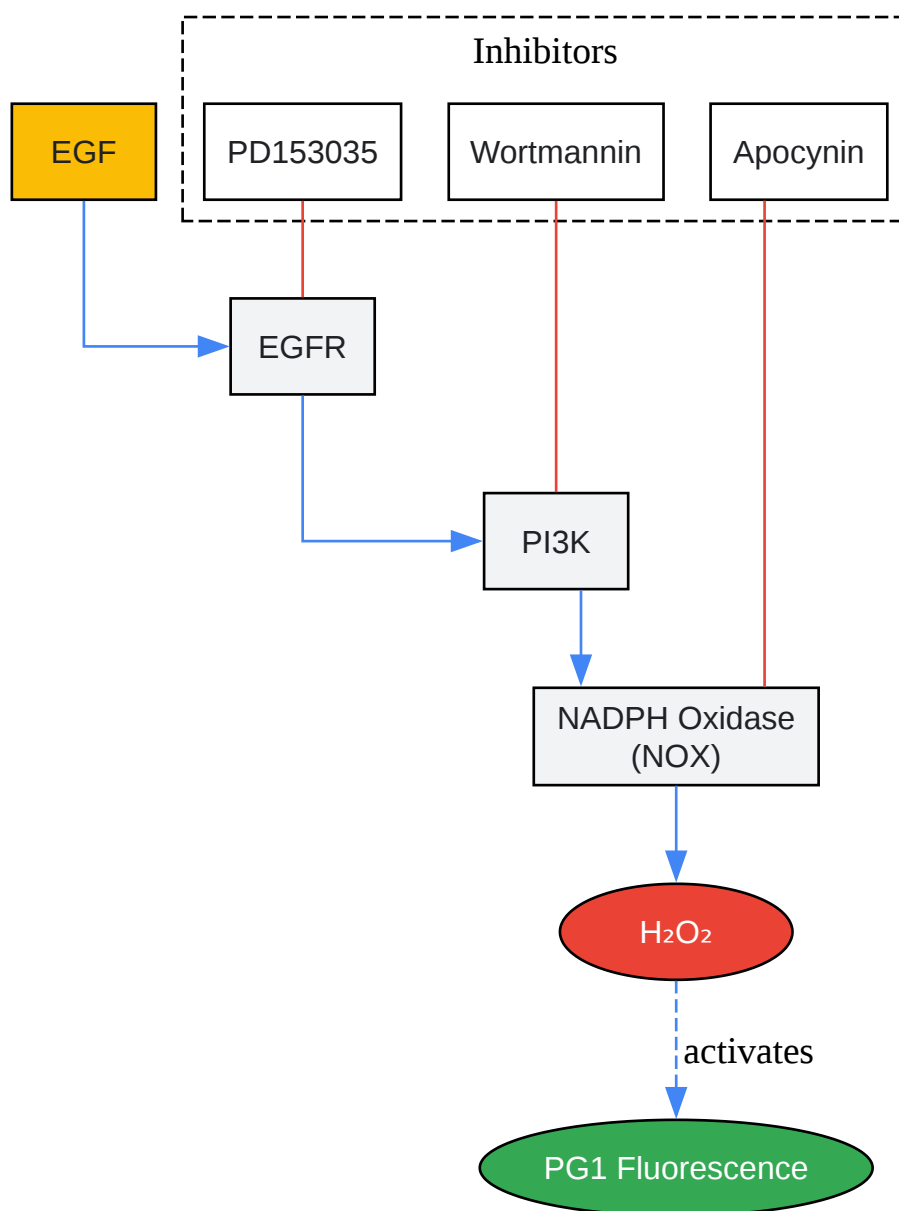 Inhibitors
EGF
PD153035
Wortmannin
Apocynin
EGFR
PI3K
NADPH Oxidase
(NOX)
H₂O₂
activates
PG1 Fluorescence